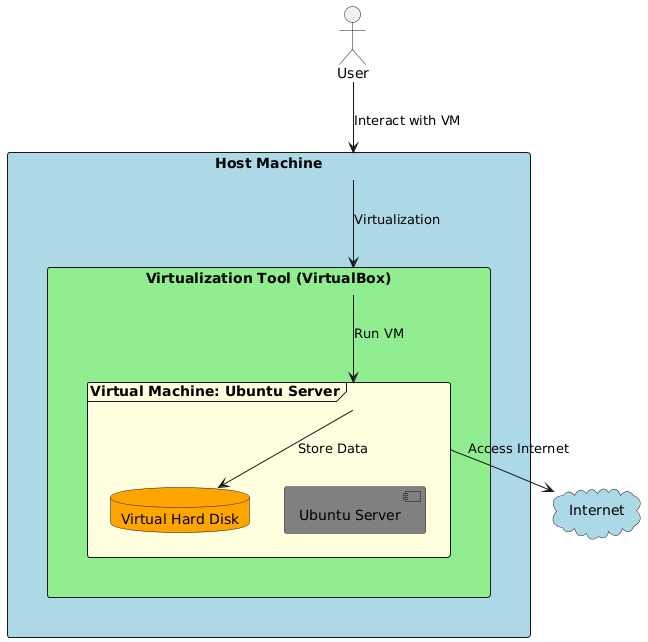 User
Interact with VM
Host Machine
Virtualization
Virtualization Tool (VirtualBox)
Run VM
Virtual Machine: Ubuntu Server
Store Data
Access Internet
Virtual Hard Disk
Ubuntu Server
Internet